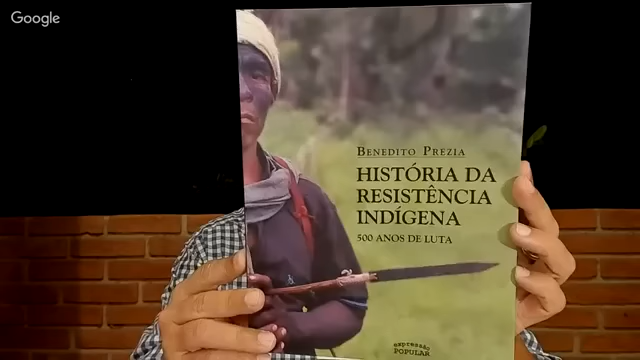 Google
BENEDITO PREZIA
HISTÓRIA DA
RESISTÊNCIA
INDÍGENA
500 ANOS DE LUTA
expressão
POPULAR